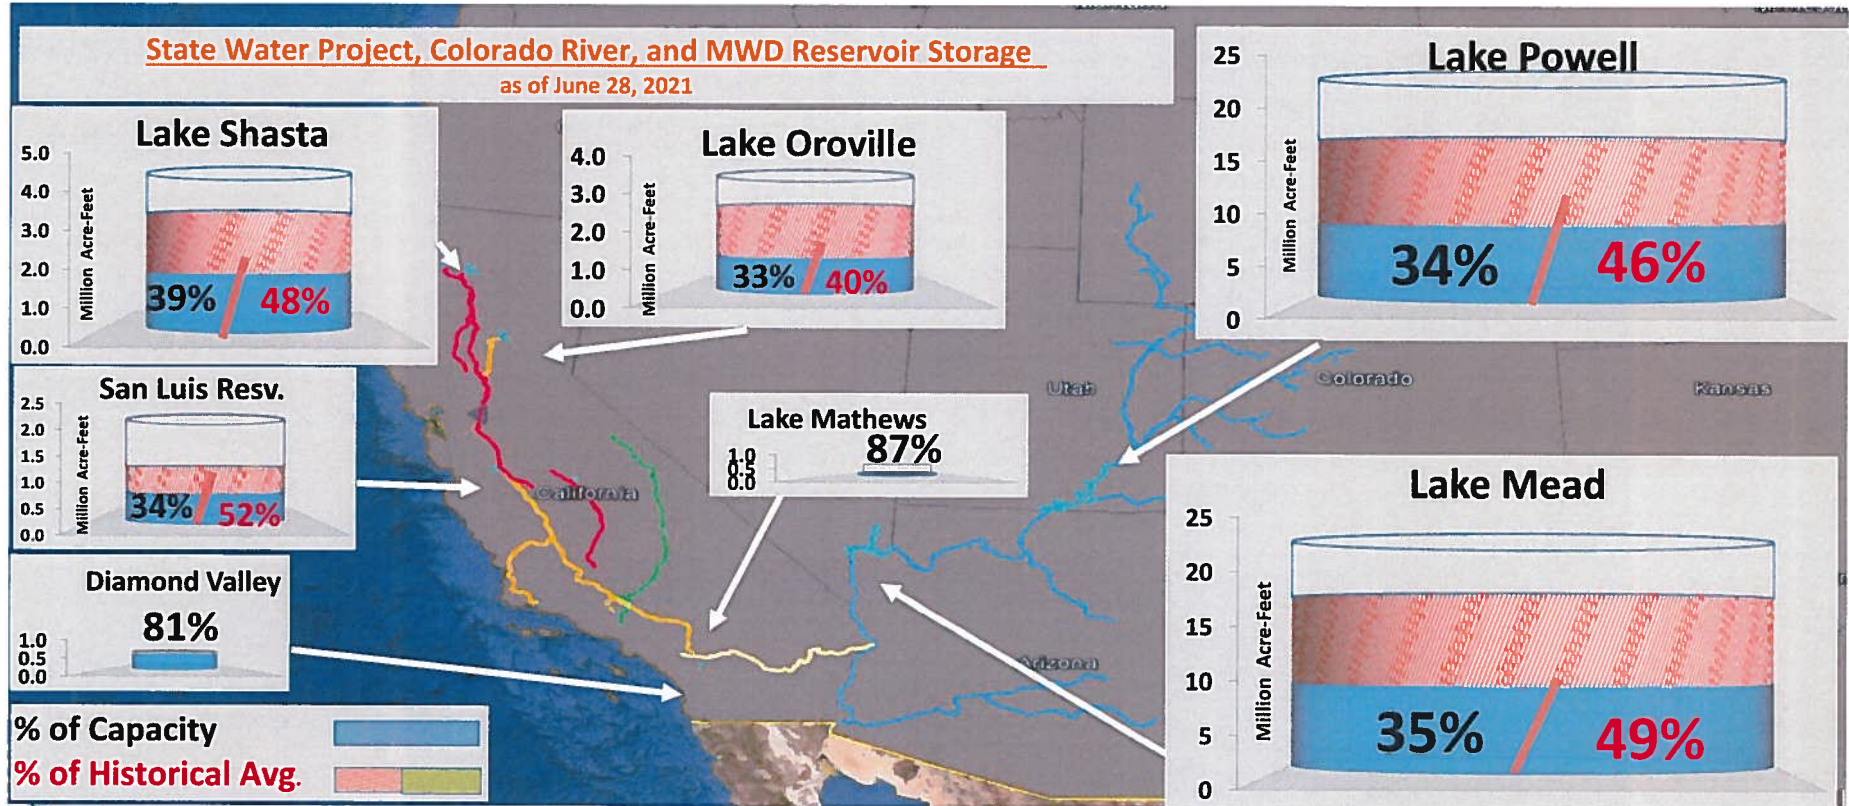 State Water Project, Colorado River, and MWD Reservoir Storage
as of June 28, 2021
Lake Shasta
5.0
4.0
3.0
2.0
1.0
0.0
Million Acre-Feet
39%
48%
Lake Oroville
4.0
3.0
2.0
1.0
0.0
Million Acre-Feet
33%
40%
Lake Powell
25
20
15
10
5
0
Million Acre-Feet
34%
46%
San Luis Resv.
2.5
2.0
1.5
1.0
0.5
0.0
Million Acre-Feet
34%
52%
Lake Mathews
87%
1.0
0.5
0.0
Utah
Colorado
Kansas
California
Arizona
Diamond Valley
81%
1.0
0.5
0.0
Lake Mead
25
20
15
10
5
0
Million Acre-Feet
35%
49%
% of Capacity
% of Historical Avg.